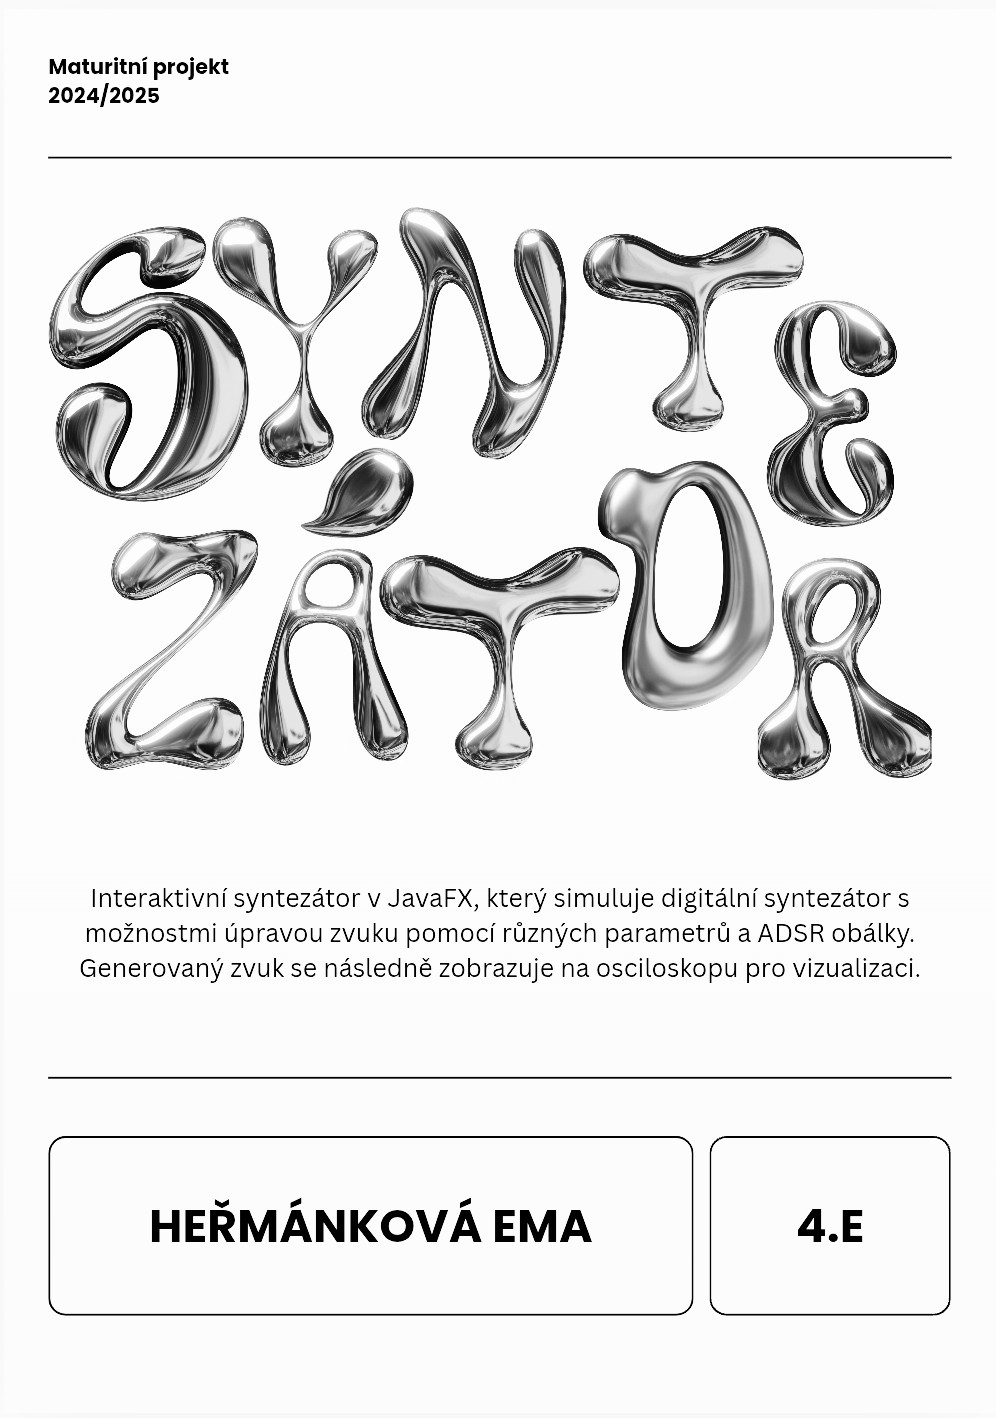 Maturitní projekt
2024/2025
SYNTE
ZÁTOR
Interaktivní syntezátor v JavaFX, který simuluje digitální syntezátor s
možnostmi úpravou zvuku pomocí různých parametrů a ADSR obálky.
Generovaný zvuk se následně zobrazuje na osciloskopu pro vizualizaci.
HEŘMÁNKOVÁ EMA
4.E